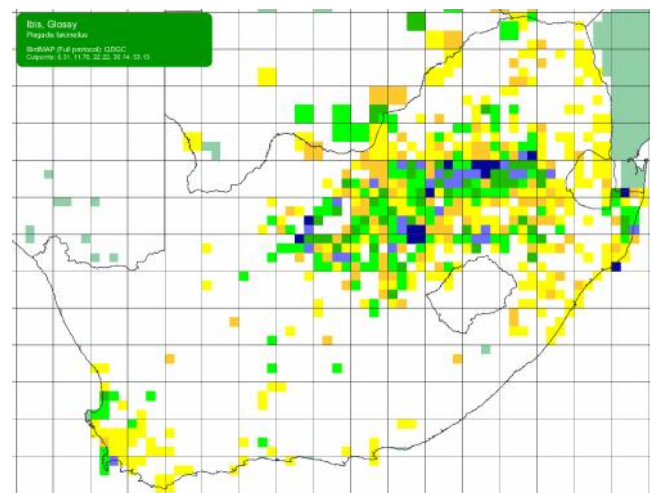 Ibis, Glossy
Plegadis falcinellus
BirdMAP (Full protocol): QDGC
Cutpoints: 5.31, 11.76, 22.22, 35.14, 53.13